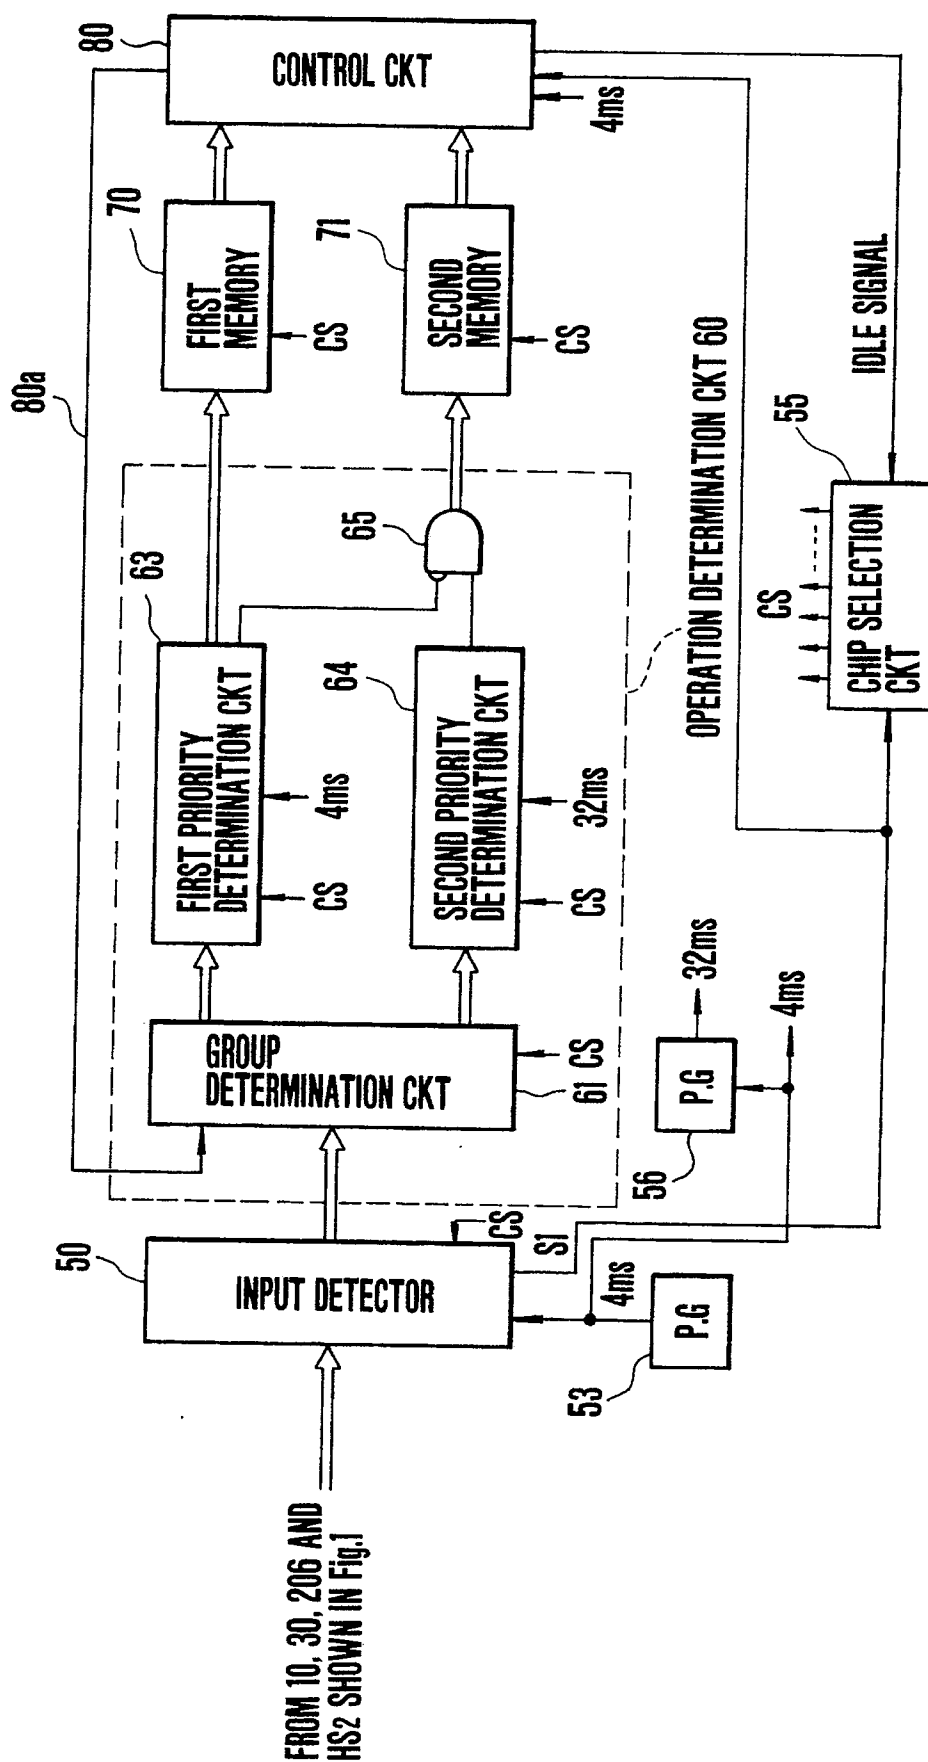 FROM 10, 30, 206 AND
HS2 SHOWN IN Fig.1
50
INPUT DETECTOR
CS
S1
4ms
53
P.G
56
P.G
32ms
4ms
80a
GROUP
DETERMINATION CKT
61
CS
63
FIRST PRIORITY
DETERMINATION CKT
CS
4ms
64
SECOND PRIORITY
DETERMINATION CKT
CS
32ms
65
OPERATION DETERMINATION CKT 60
70
FIRST
MEMORY
CS
71
SECOND
MEMORY
CS
80
CONTROL CKT
4ms
IDLE SIGNAL
55
CS
CHIP SELECTION
CKT